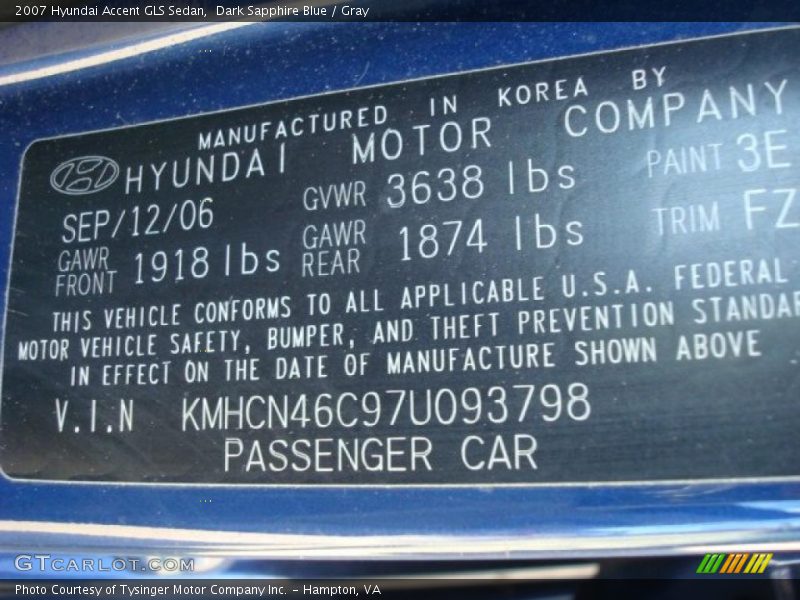 2007 Hyundai Accent GLS Sedan,  Dark Sapphire Blue / Gray
MANUFACTURED IN KOREA BY
HYUNDAI MOTOR COMPANY
SEP/12/06 GVWR 3638 lbs PAINT 3E
GAWR FRONT 1918 lbs GAWR REAR 1874 lbs TRIM FZ
THIS VEHICLE CONFORMS TO ALL APPLICABLE U.S.A. FEDERAL
MOTOR VEHICLE SAFETY, BUMPER, AND THEFT PREVENTION STANDAR
IN EFFECT ON THE DATE OF MANUFACTURE SHOWN ABOVE
V.I.N KMHCN46C97U093798
PASSENGER CAR
GTCARLOT.COM
Photo Courtesy of Tysinger Motor Company Inc. - Hampton, VA